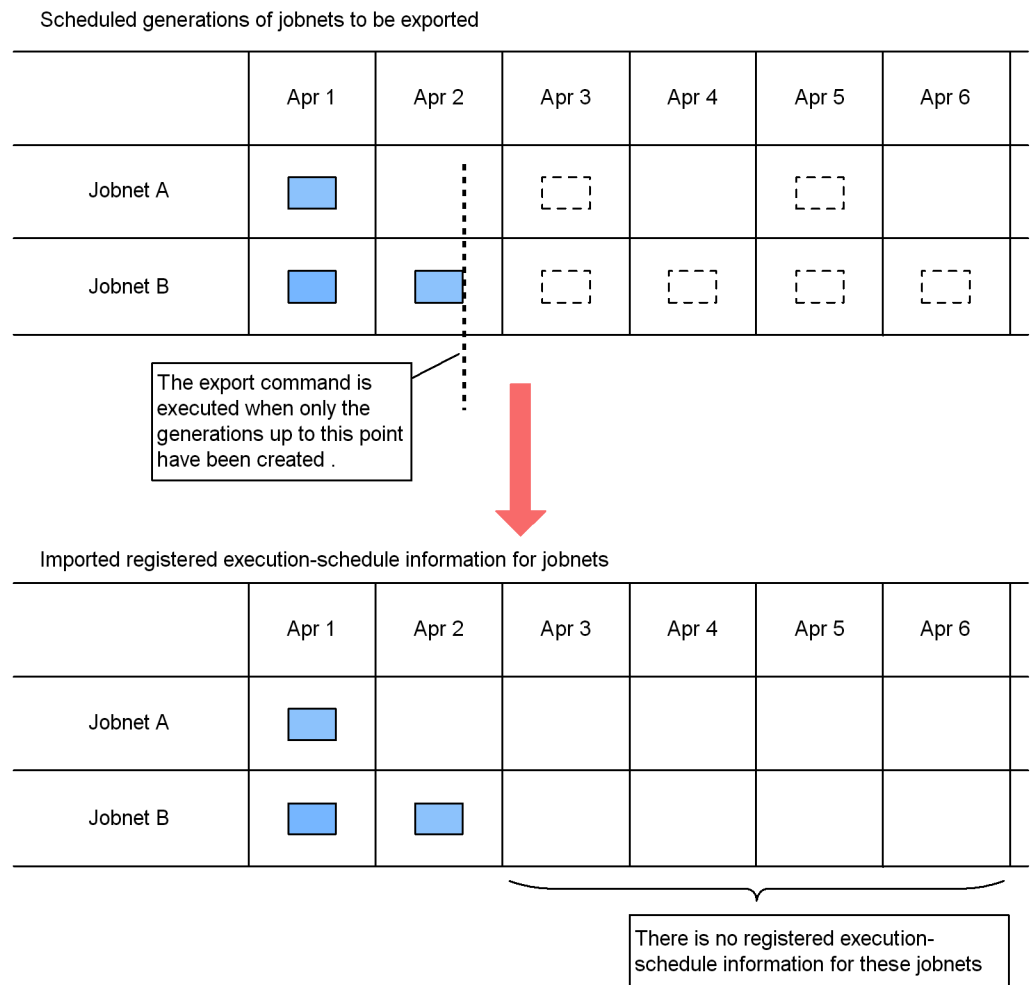 Scheduled generations of jobnets to be exported
Apr 1 Apr 2 Apr 3 Apr 4 Apr 5 Apr 6
Jobnet A
Jobnet B
The export command is
executed when only the
generations up to this point
have been created .
Imported registered execution-schedule information for jobnets
Apr 1 Apr 2 Apr 3 Apr 4 Apr 5 Apr 6
Jobnet A
Jobnet B
There is no registered execution-
schedule information for these jobnets